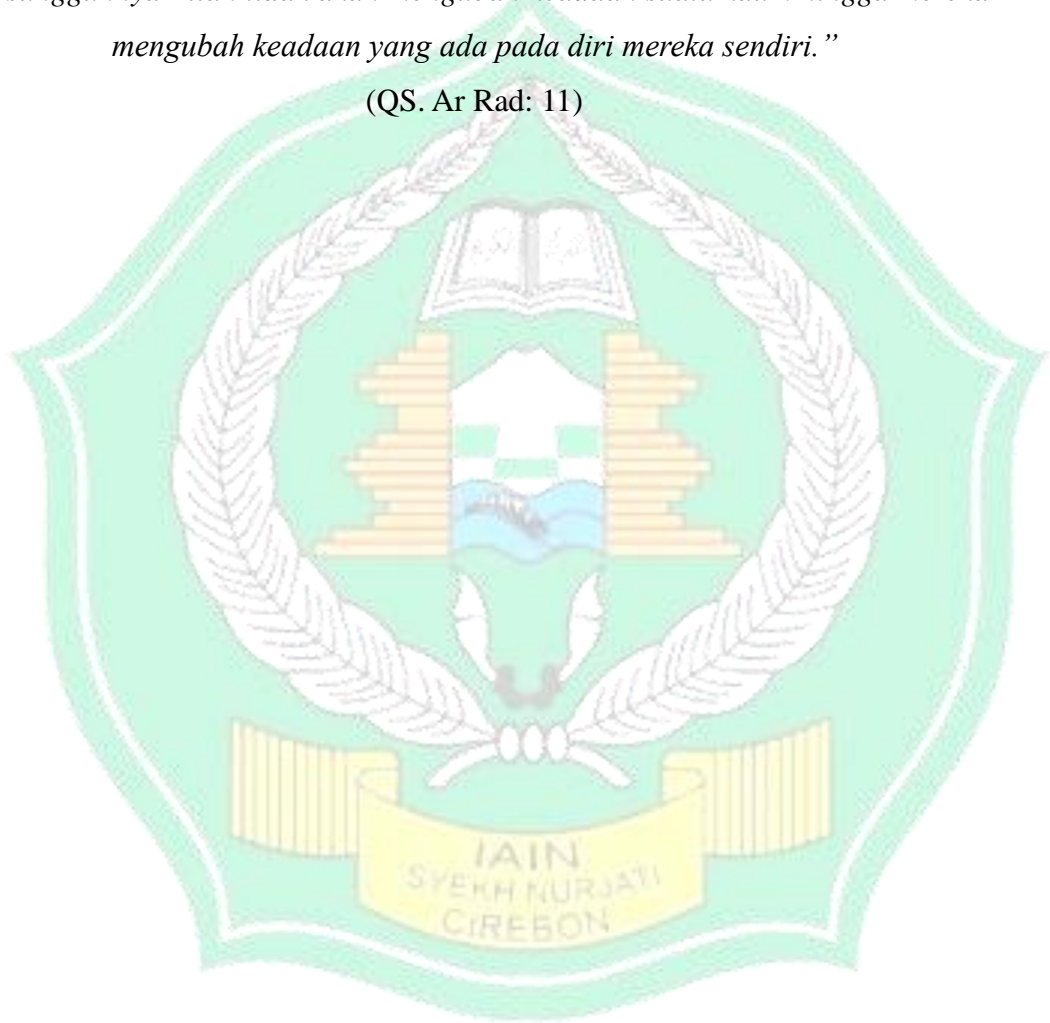 mengubah keadaan yang ada pada diri mereka sendiri.”
(QS. Ar Rad: 11)
IAIN
SYEKH NURJATI
CIREBON